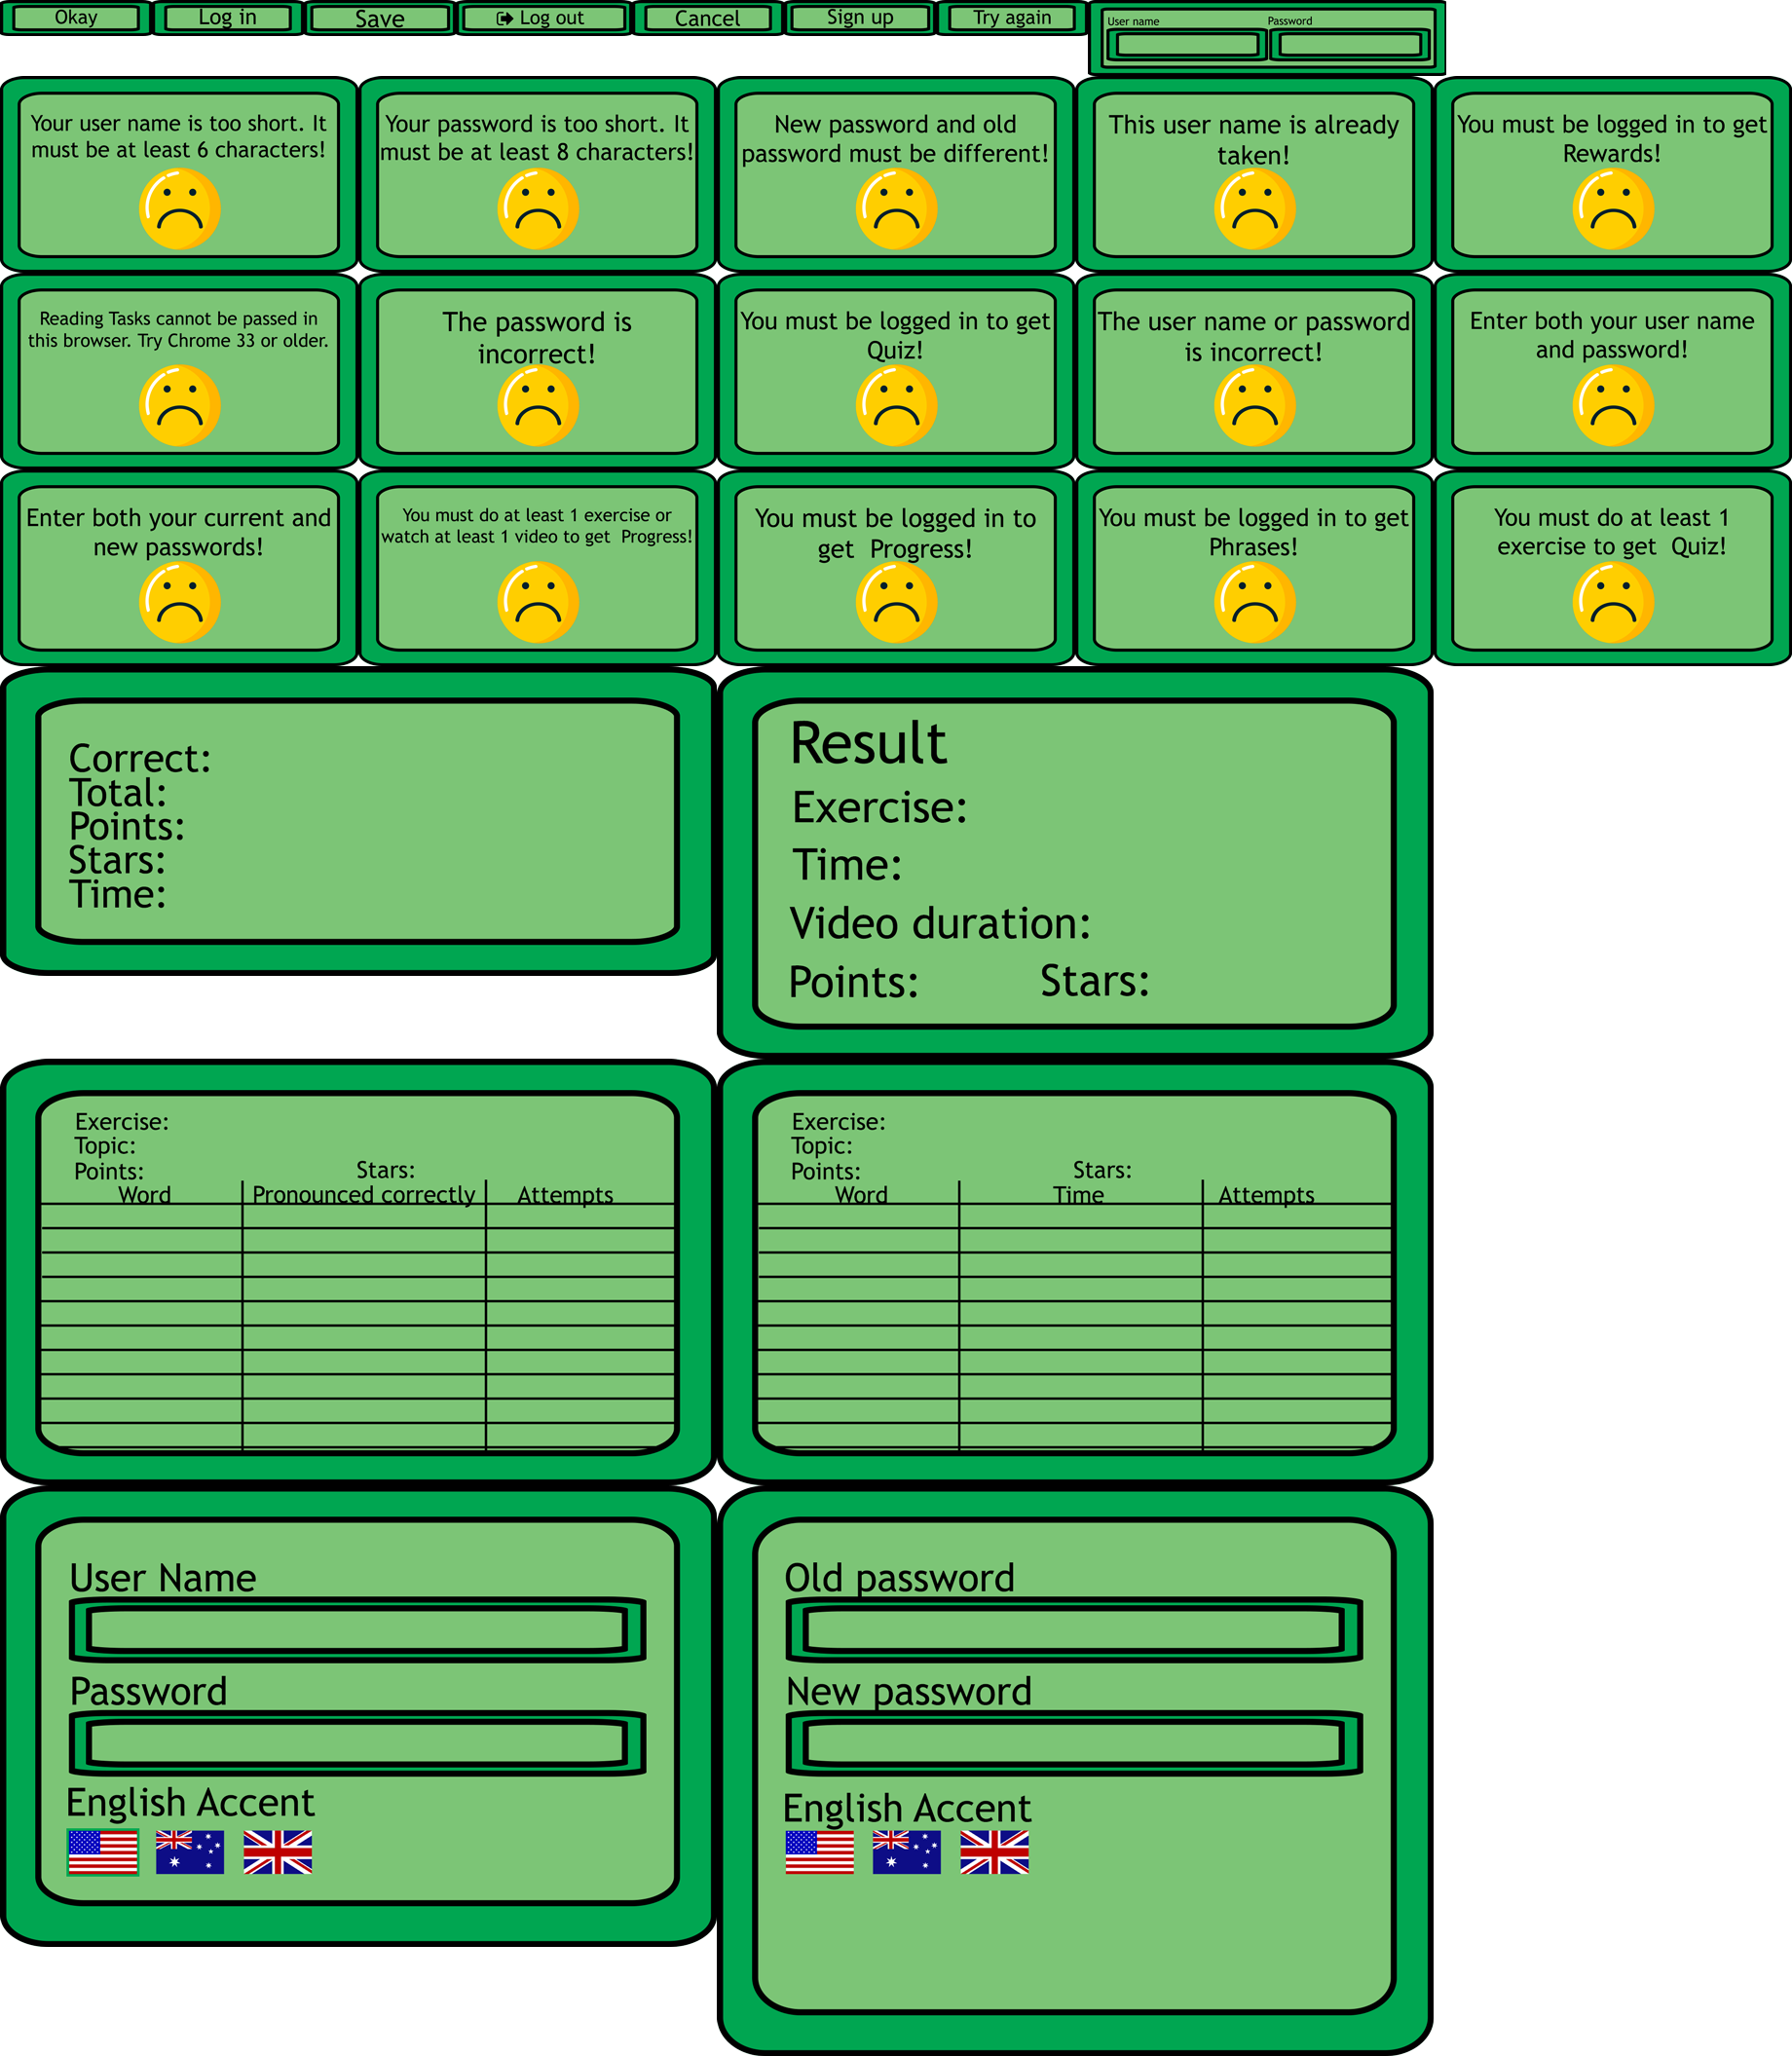 Okay
Log in
Save
Log out
Cancel
Sign up
Try again
User name
Password
Your user name is too short. It
must be at least 6 characters!
Your password is too short. It
must be at least 8 characters!
New password and old
password must be different!
This user name is already
taken!
You must be logged in to get
Rewards!
Reading Tasks cannot be passed in
this browser. Try Chrome 33 or older.
The password is
incorrect!
You must be logged in to get
Quiz!
The user name or password
is incorrect!
Enter both your user name
and password!
Enter both your current and
new passwords!
You must do at least 1 exercise or
watch at least 1 video to get  Progress!
You must be logged in to
get  Progress!
You must be logged in to get
Phrases!
You must do at least 1
exercise to get  Quiz!
Correct:
Total:
Points:
Stars:
Time:
Result
Exercise:
Time:
Video duration:
Points: Stars:
Exercise:
Topic:
Points: Stars:
Word Pronounced correctly Attempts
Exercise:
Topic:
Points: Stars:
Word Time Attempts
User Name
Password
English Accent
Old password
New password
English Accent